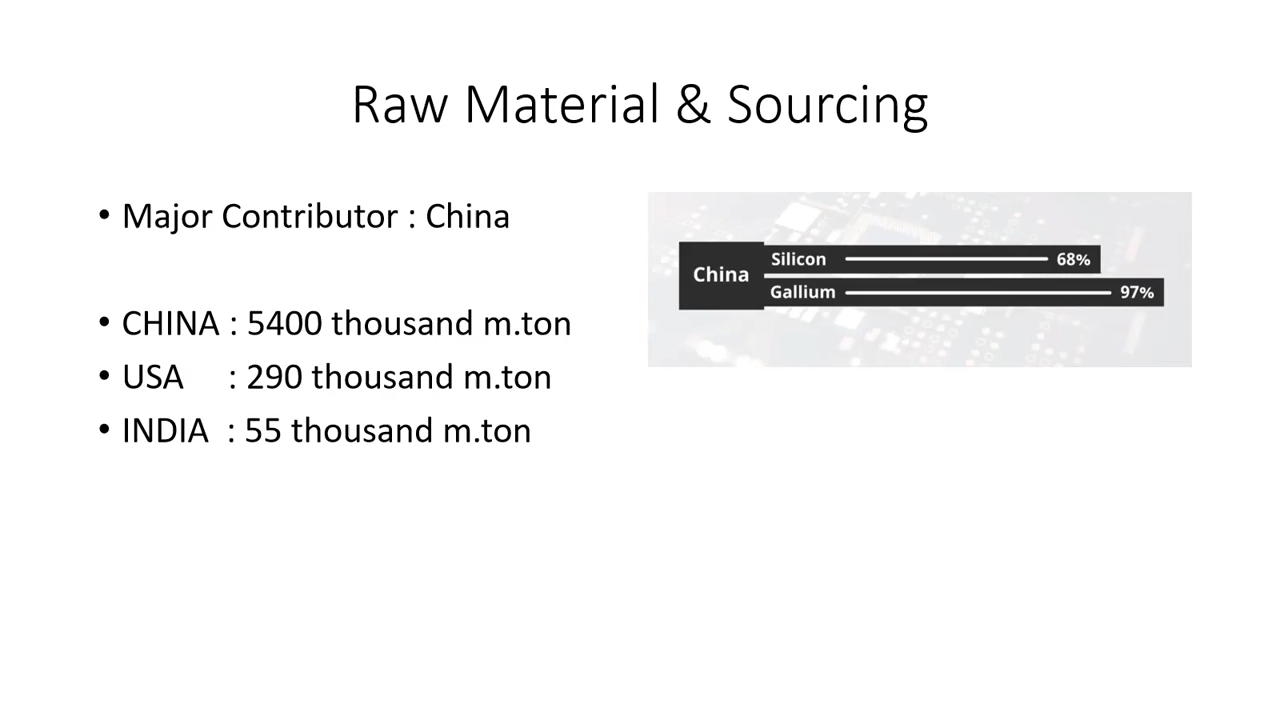 Raw Material & Sourcing
• Major Contributor : China
• CHINA : 5400 thousand m.ton
• USA : 290 thousand m.ton
• INDIA : 55 thousand m.ton
China
Silicon 68%
Gallium 97%